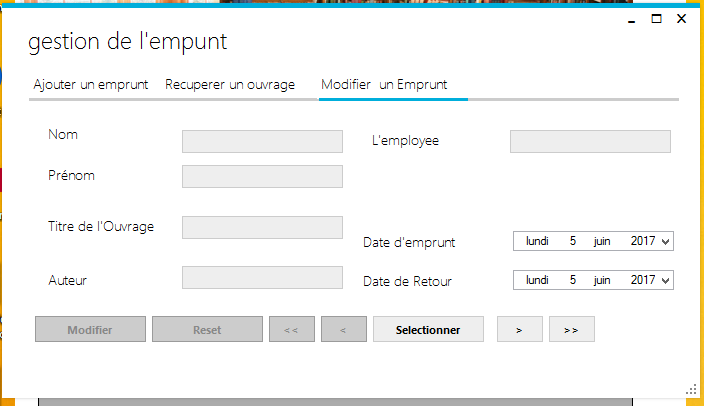 gestion de l'empunt
Ajouter un emprunt Recuperer un ouvrage Modifier un Emprunt
Nom
L'employee
Prénom
Titre de l'Ouvrage
Date d'emprunt lundi 5 juin 2017
Auteur
Date de Retour lundi 5 juin 2017
Modifier Reset << < Selectionner > >>